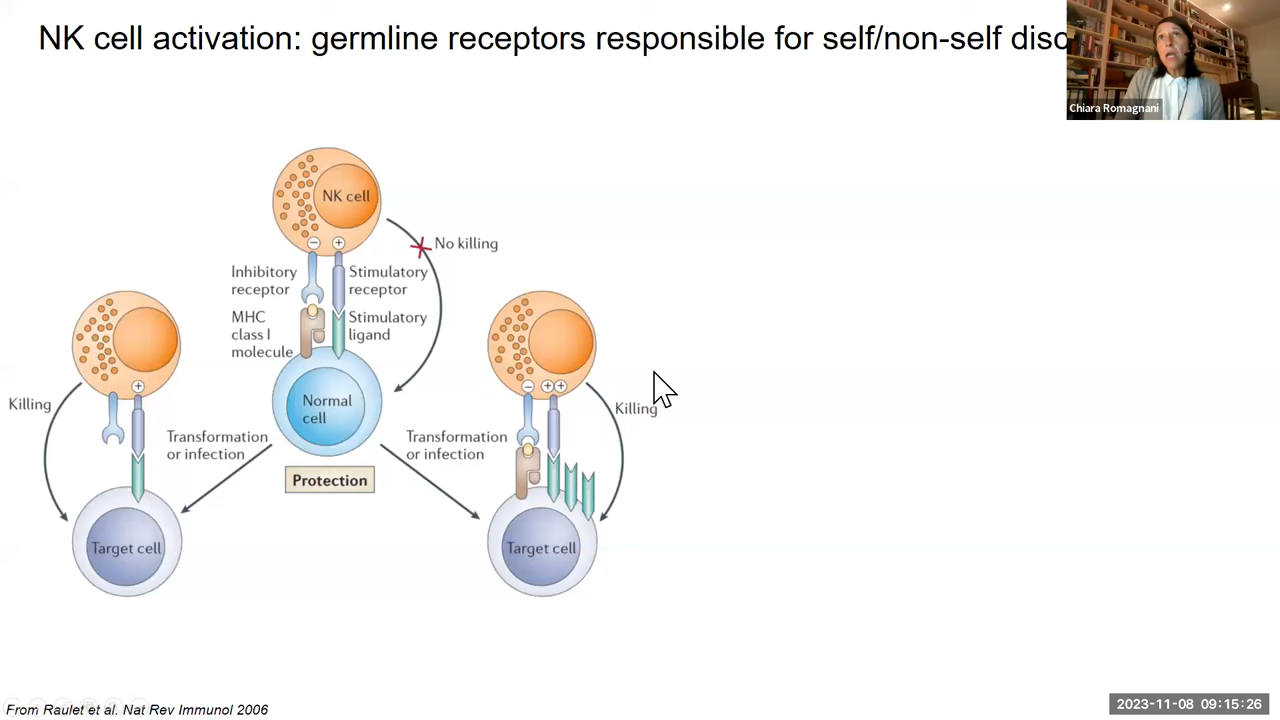 NK cell activation: germline receptors responsible for self/non-self
Chiara Romagnani
NK cell
−
+
No killing
Inhibitory
receptor
Stimulatory
receptor
MHC
class I
molecule
Stimulatory
ligand
Normal
cell
Protection
+
Killing
Transformation
or infection
Target cell
Transformation
or infection
− + +
Killing
Target cell
From Raulet et al. Nat Rev Immunol 2006
2023-11-08 09:15:26